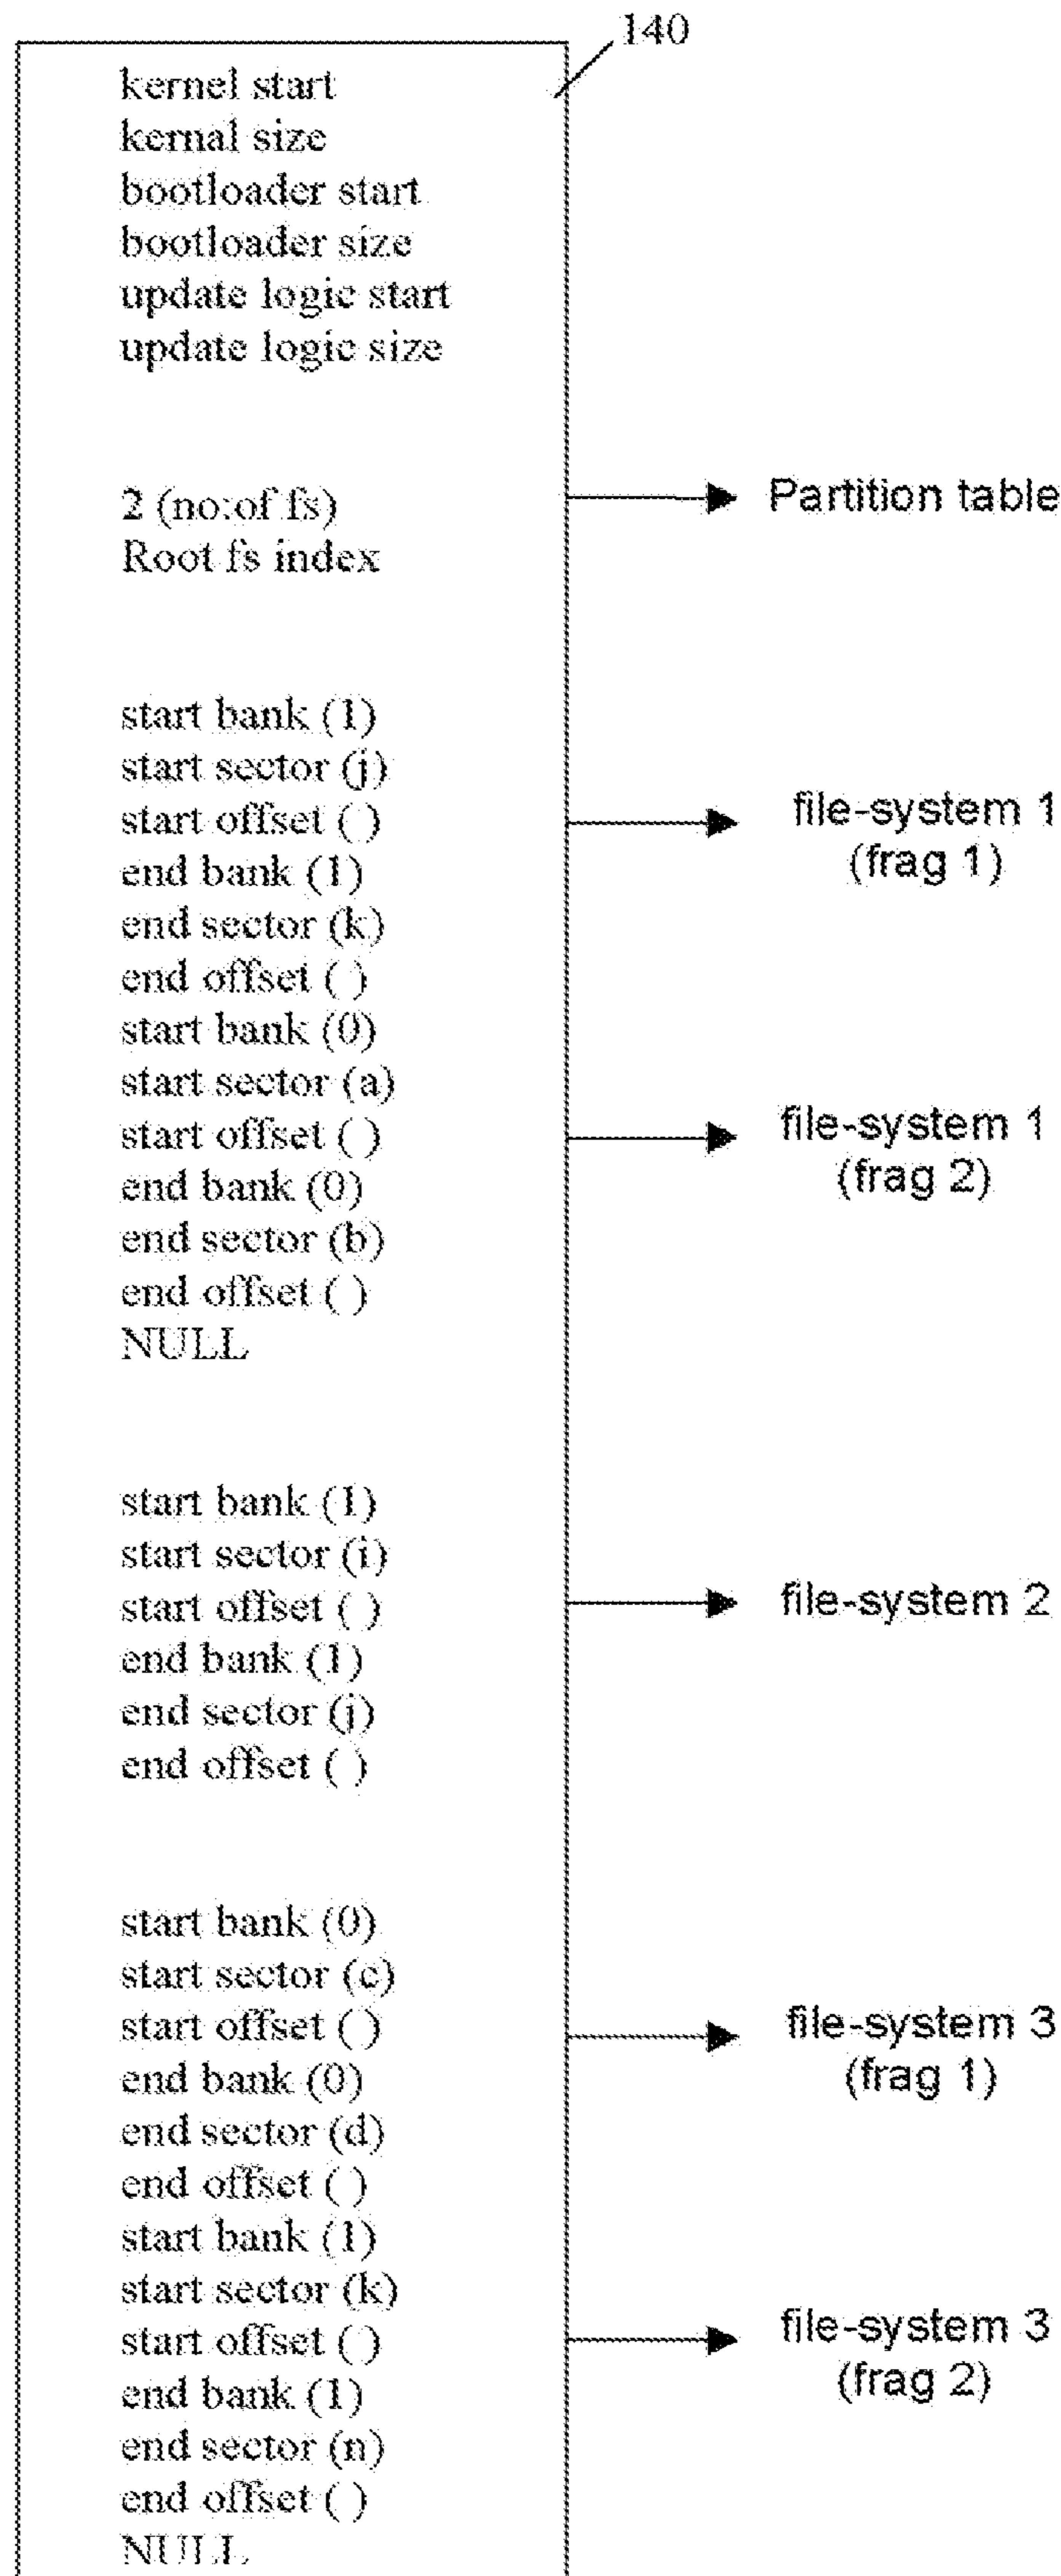 140
kernel start
kernal size
bootloader start
bootloader size
update logic start
update logic size
2 (no:of fs)
Partition table
Root fs index
start bank (1)
start sector (j)
start offset ( )
file-system 1
(frag 1)
end bank (1)
end sector (k)
end offset ( )
start bank (0)
start sector (a)
start offset ( )
file-system 1
(frag 2)
end bank (0)
end sector (b)
end offset ( )
NULL
start bank (1)
start sector (i)
start offset ( )
file-system 2
end bank (1)
end sector (j)
end offset ( )
start bank (0)
start sector (c)
start offset ( )
file-system 3
(frag 1)
end bank (0)
end sector (d)
end offset ( )
start bank (1)
start sector (k)
start offset ( )
file-system 3
(frag 2)
end bank (1)
end sector (n)
end offset ( )
NULL